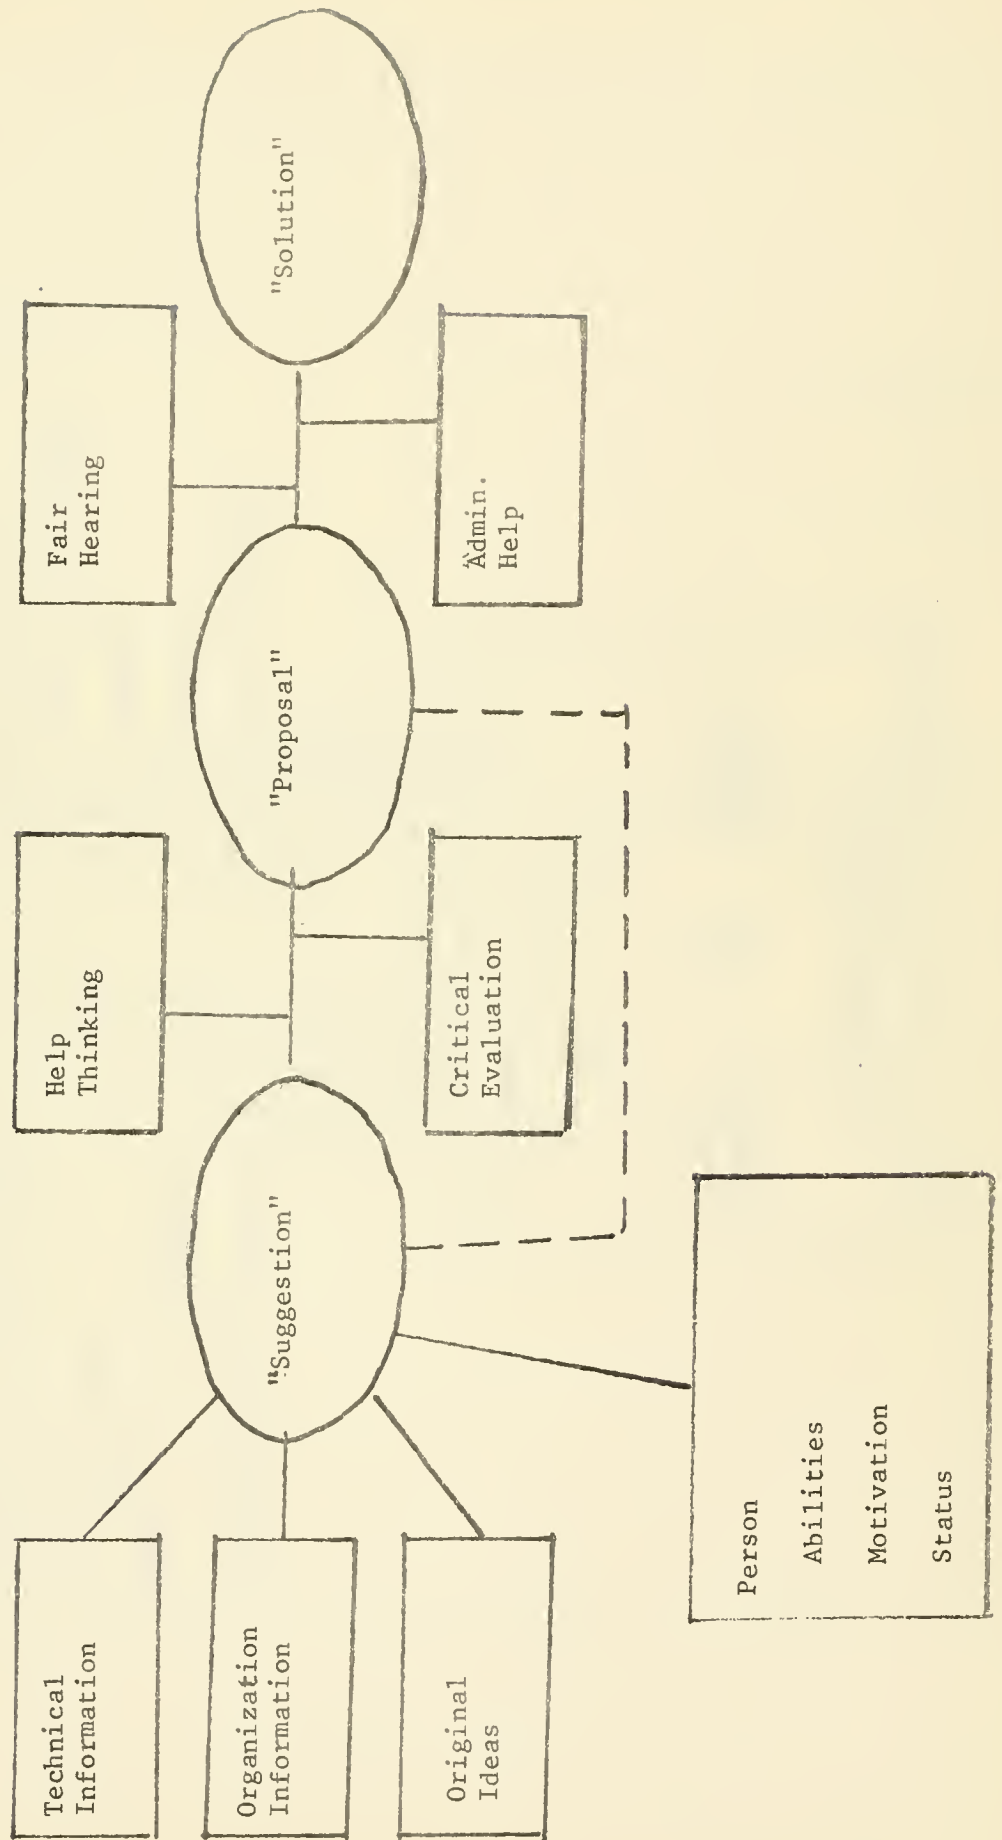 Technical
Information
Organization
Information
Original
Ideas
"Suggestion"
Person
Abilities
Motivation
Status
Help
Thinking
Critical
Evaluation
"Proposal"
Fair
Hearing
Admin.
Help
"Solution"